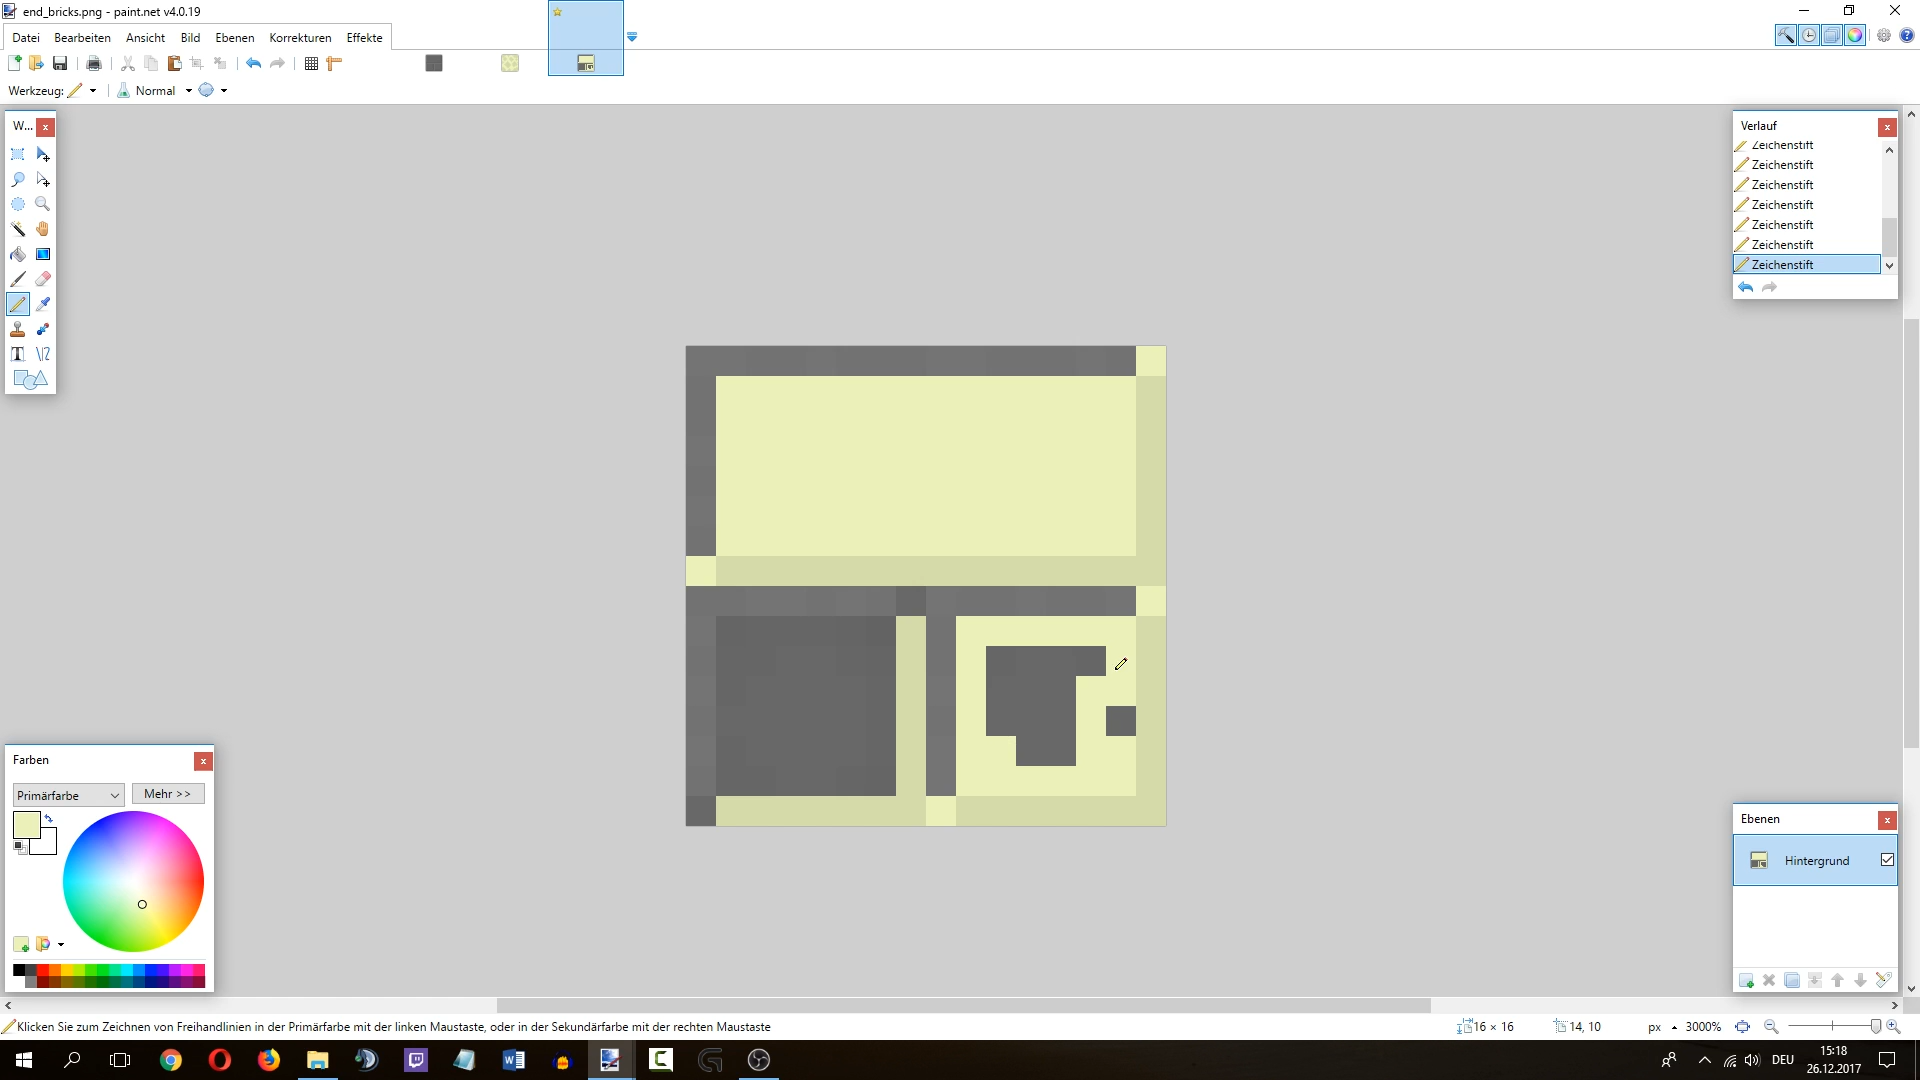 end_bricks.png - paint.net v4.0.19
Datei Bearbeiten Ansicht Bild Ebenen Korrekturen Effekte
Werkzeug: Normal
W...
Verlauf
Zeichenstift
Zeichenstift
Zeichenstift
Zeichenstift
Zeichenstift
Zeichenstift
Zeichenstift
Farben
Primärfarbe Mehr >>
Ebenen
Hintergrund
Klicken Sie zum Zeichnen von Freihandlinien in der Primärfarbe mit der linken Maustaste, oder in der Sekundärfarbe mit der rechten Maustaste
16 × 16 14, 10 px 3000%
DEU 15:18
26.12.2017